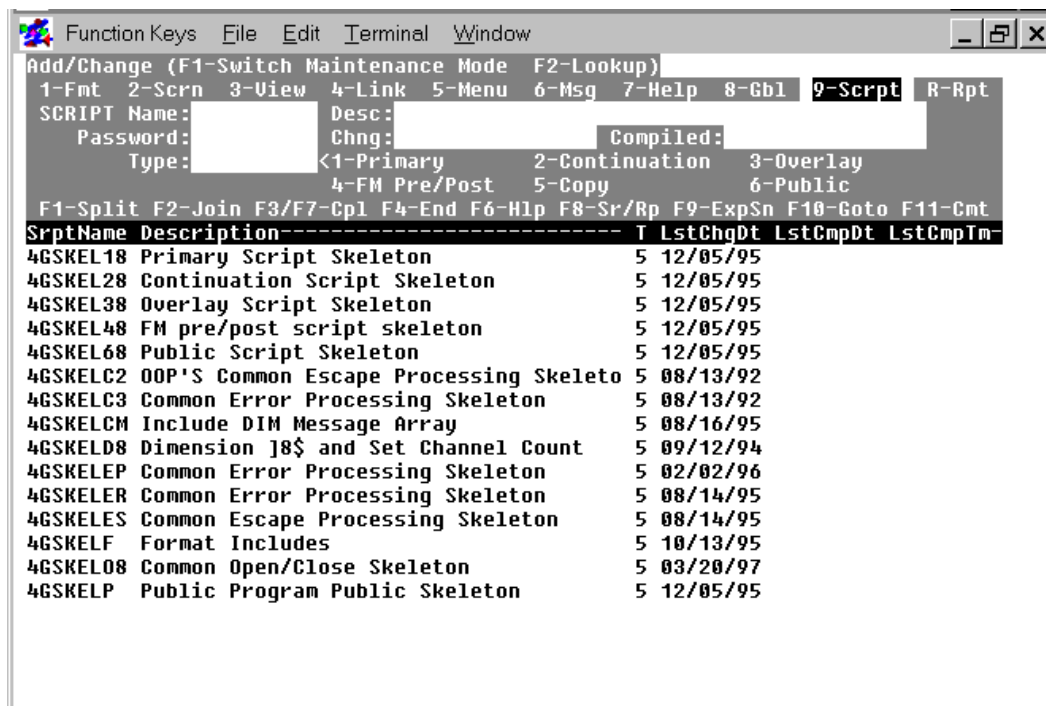 Function Keys File Edit Terminal Window
Add/Change (F1-Switch Maintenance Mode F2-Lookup)
1-Fmt 2-Scrn 3-View 4-Link 5-Menu 6-Msg 7-Help 8-Gbl 9-Scrpt R-Rpt
SCRIPT Name: Desc:
Password: Chng: Compiled:
Type: <1-Primary 2-Continuation 3-Overlay
4-FM Pre/Post 5-Copy 6-Public
F1-Split F2-Join F3/F7-Cpl F4-End F6-Hlp F8-Sr/Rp F9-ExpSn F10-Goto F11-Cmt
SrptName Description--------------------------- T LstChgDt LstCmpDt LstCmpTm-
4GSKEL18 Primary Script Skeleton 5 12/05/95
4GSKEL28 Continuation Script Skeleton 5 12/05/95
4GSKEL38 Overlay Script Skeleton 5 12/05/95
4GSKEL48 FM pre/post script skeleton 5 12/05/95
4GSKEL68 Public Script Skeleton 5 12/05/95
4GSKELC2 OOP'S Common Escape Processing Skeleto 5 08/13/92
4GSKELC3 Common Error Processing Skeleton 5 08/13/92
4GSKELCM Include DIM Message Array 5 08/16/95
4GSKELD8 Dimension ]8$ and Set Channel Count 5 09/12/94
4GSKELEP Common Error Processing Skeleton 5 02/02/96
4GSKELER Common Error Processing Skeleton 5 08/14/95
4GSKELES Common Escape Processing Skeleton 5 08/14/95
4GSKELF Format Includes 5 10/13/95
4GSKELO8 Common Open/Close Skeleton 5 03/20/97
4GSKELP Public Program Public Skeleton 5 12/05/95